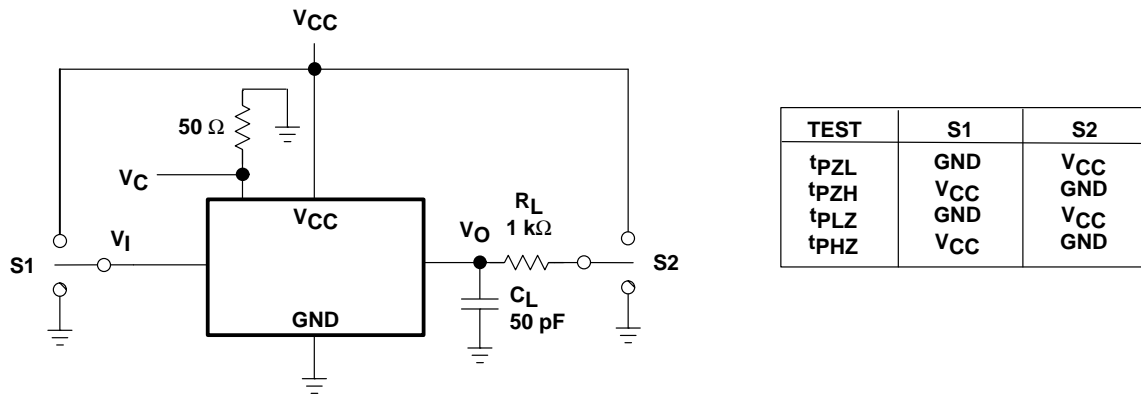 VCC
50 Ω
VC
VCC
VI
S1
GND
VO
RL
1 kΩ
S2
CL
50 pF
TEST S1 S2
tPZL GND VCC
tPZH VCC GND
tPLZ GND VCC
tPHZ VCC GND